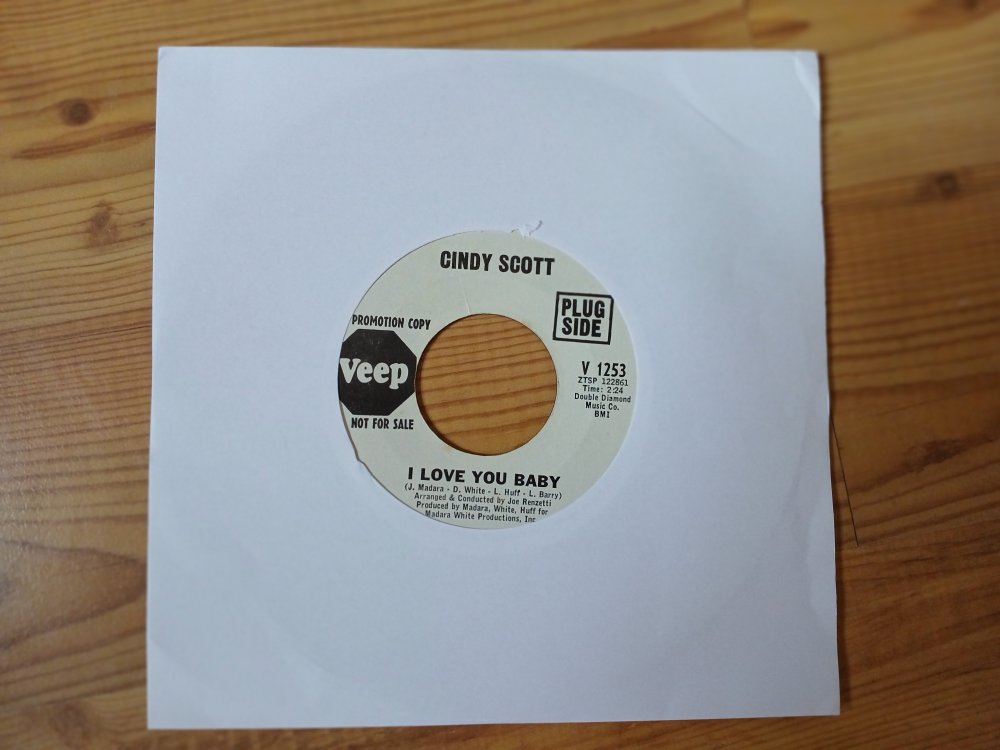 CINDY SCOTT
PLUG
SIDE
PROMOTION COPY
Veep
NOT FOR SALE
V 1253
ZTSP 122861
Time: 2:24
Double Diamond
Music Co.
BMI
I LOVE YOU BABY
(J. Madara - D. White - L. Huff - L. Barry)
Arranged & Conducted by Joe Renzetti
Produced by Madara, White, Huff for
Madara White Productions, Inc.